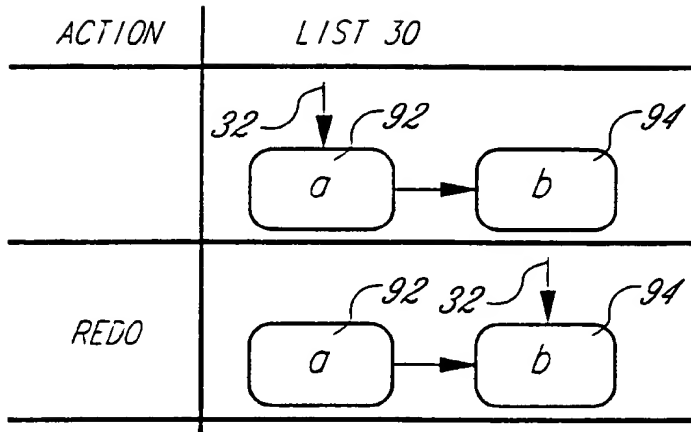 ACTION LIST 30
32 92 94
a b
92 32 94
REDO a b